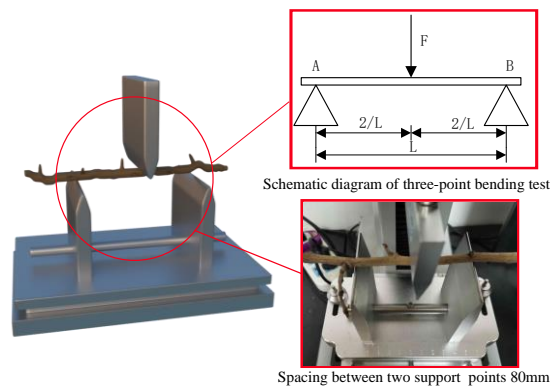 F
A B
2/L 2/L
L
Schematic diagram of three-point bending test
Spacing between two support points 80mm